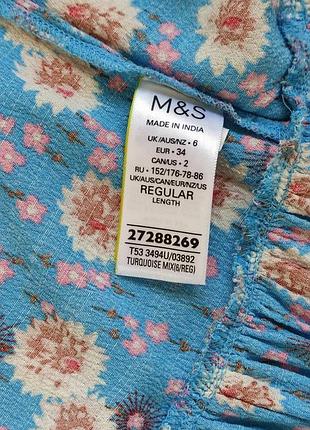 M&S
MADE IN INDIA
UK/AUS/NZ • 6
EUR • 34
CAN/US • 2
RU • 152/176-78-86
UK/AUS/CAN/EUR/NZ/US
REGULAR
LENGTH
27288269
T53 3494U/03892
TURQUOISE MIX(6/REG)